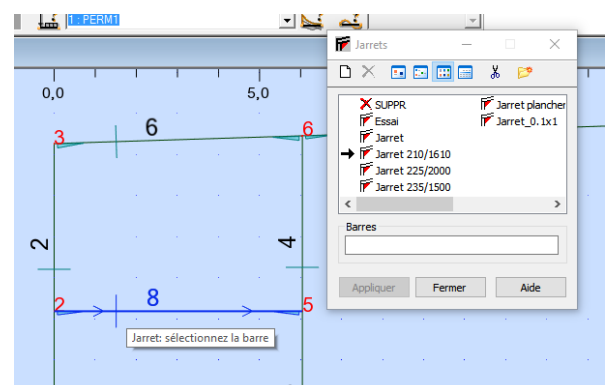 1 : PERM1
Jarrets
0,0
5,0
SUPPR
Jarret plancher
Essai
Jarret_0.1x1
Jarret
Jarret 210/1610
Jarret 225/2000
Jarret 235/1500
3
6
6
2
4
Barres
2
8
5
Appliquer
Fermer
Aide
Jarret: sélectionnez la barre